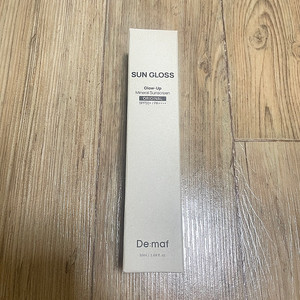 SUN GLOSS
Glow-Up
Mineral Sunscreen
SPF50+ PA++++
De:maf